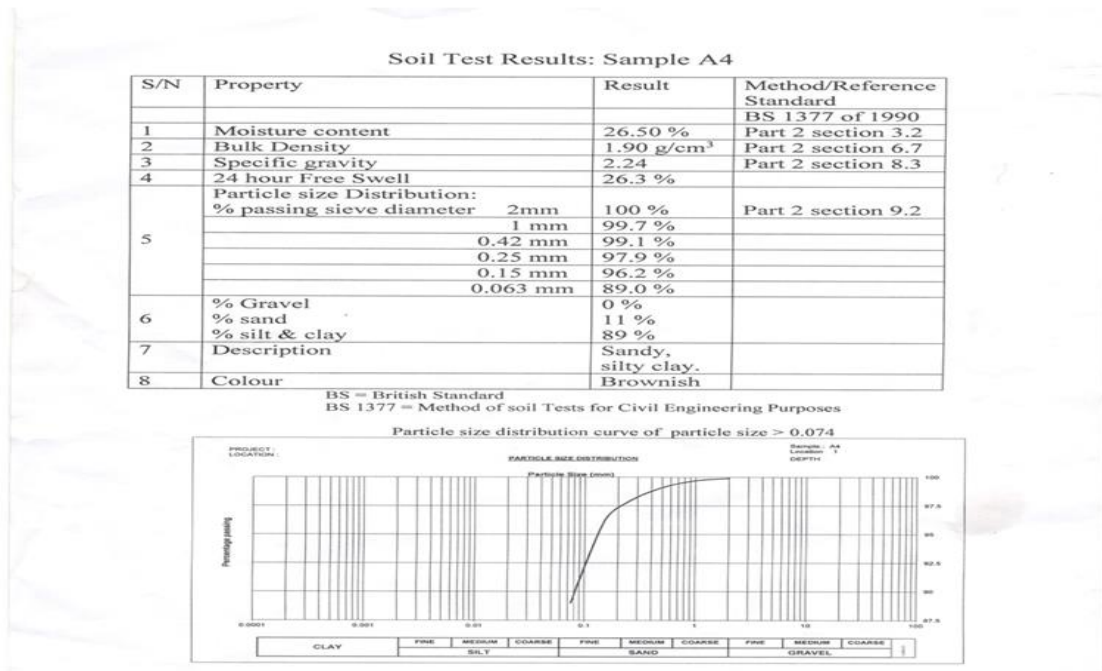 Soil Test Results: Sample A4
S/N Property Result Method/Reference Standard
BS 1377 of 1990
1 Moisture content 26.50 % Part 2 section 3.2
2 Bulk Density 1.90 g/cm³ Part 2 section 6.7
3 Specific gravity 2.24 Part 2 section 8.3
4 24 hour Free Swell 26.3 %
5 Particle size Distribution:
% passing sieve diameter 2mm 100 % Part 2 section 9.2
1 mm 99.7 %
0.42 mm 99.1 %
0.25 mm 97.9 %
0.15 mm 96.2 %
0.063 mm 89.0 %
6 % Gravel 0 %
% sand 11 %
% silt & clay 89 %
7 Description Sandy,
silty clay.
8 Colour Brownish
BS = British Standard
BS 1377 = Method of soil Tests for Civil Engineering Purposes
Particle size distribution curve of particle size > 0.074
PROJECT :
LOCATION :
PARTICLE SIZE DISTRIBUTION
Sample : A4
Location 1
DEPTH
Particle Size (mm)
Percentage passing
100
97.5
95
92.5
90
87.5
0.0001 0.001 0.01 0.1 1 10 100
CLAY FINE MEDIUM COARSE FINE MEDIUM COARSE FINE MEDIUM COARSE
SILT SAND GRAVEL